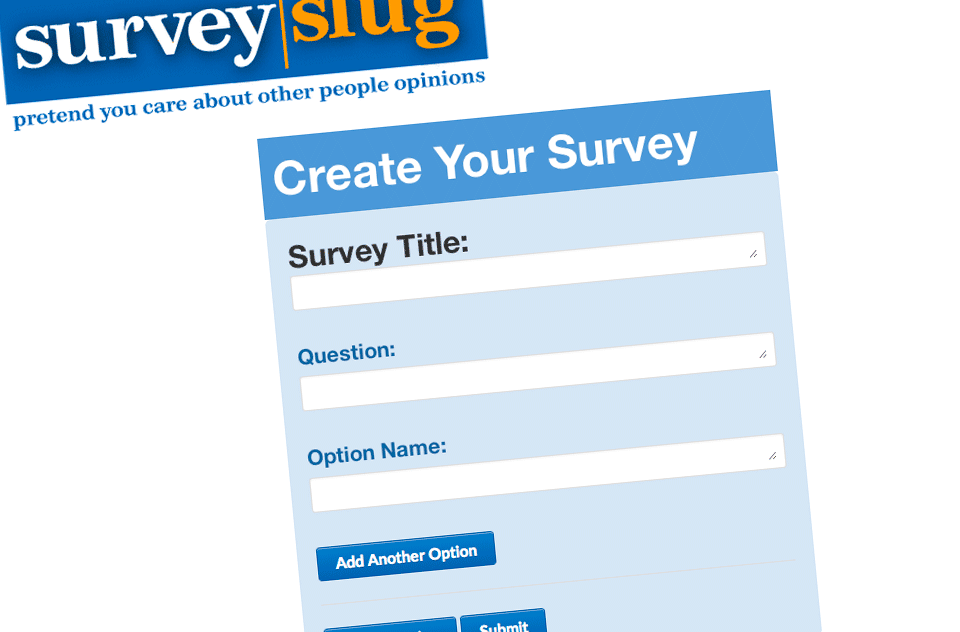 survey|slug
pretend you care about other people opinions
Create Your Survey
Survey Title:
Question:
Option Name:
Add Another Option
Submit